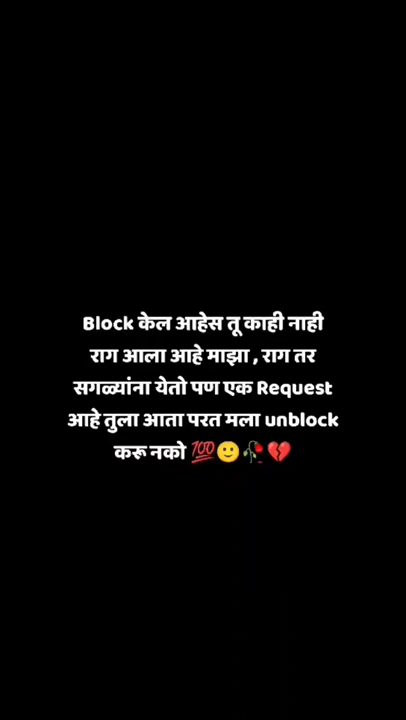 Block केल आहेस तू काही नाही
राग आला आहे माझा , राग तर
सगळ्यांना येतो पण एक Request
आहे तुला आता परत मला unblock
करू नको 💯🙂🥀💔